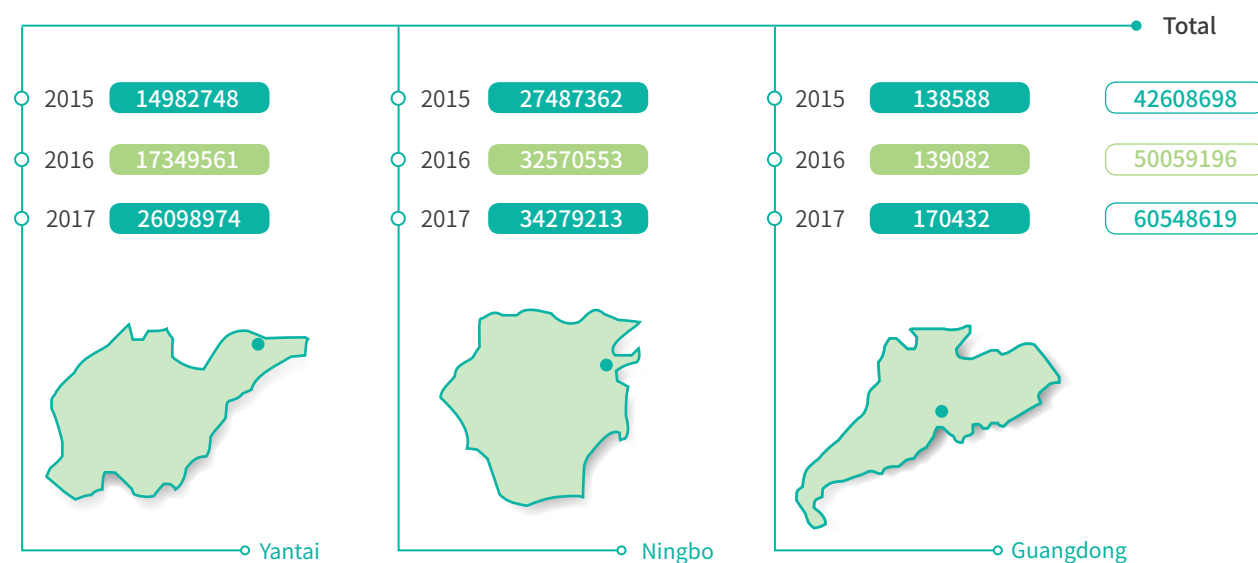 Total
2015 14982748 2015 27487362 2015 138588 42608698
2016 17349561 2016 32570553 2016 139082 50059196
2017 26098974 2017 34279213 2017 170432 60548619
Yantai Ningbo Guangdong